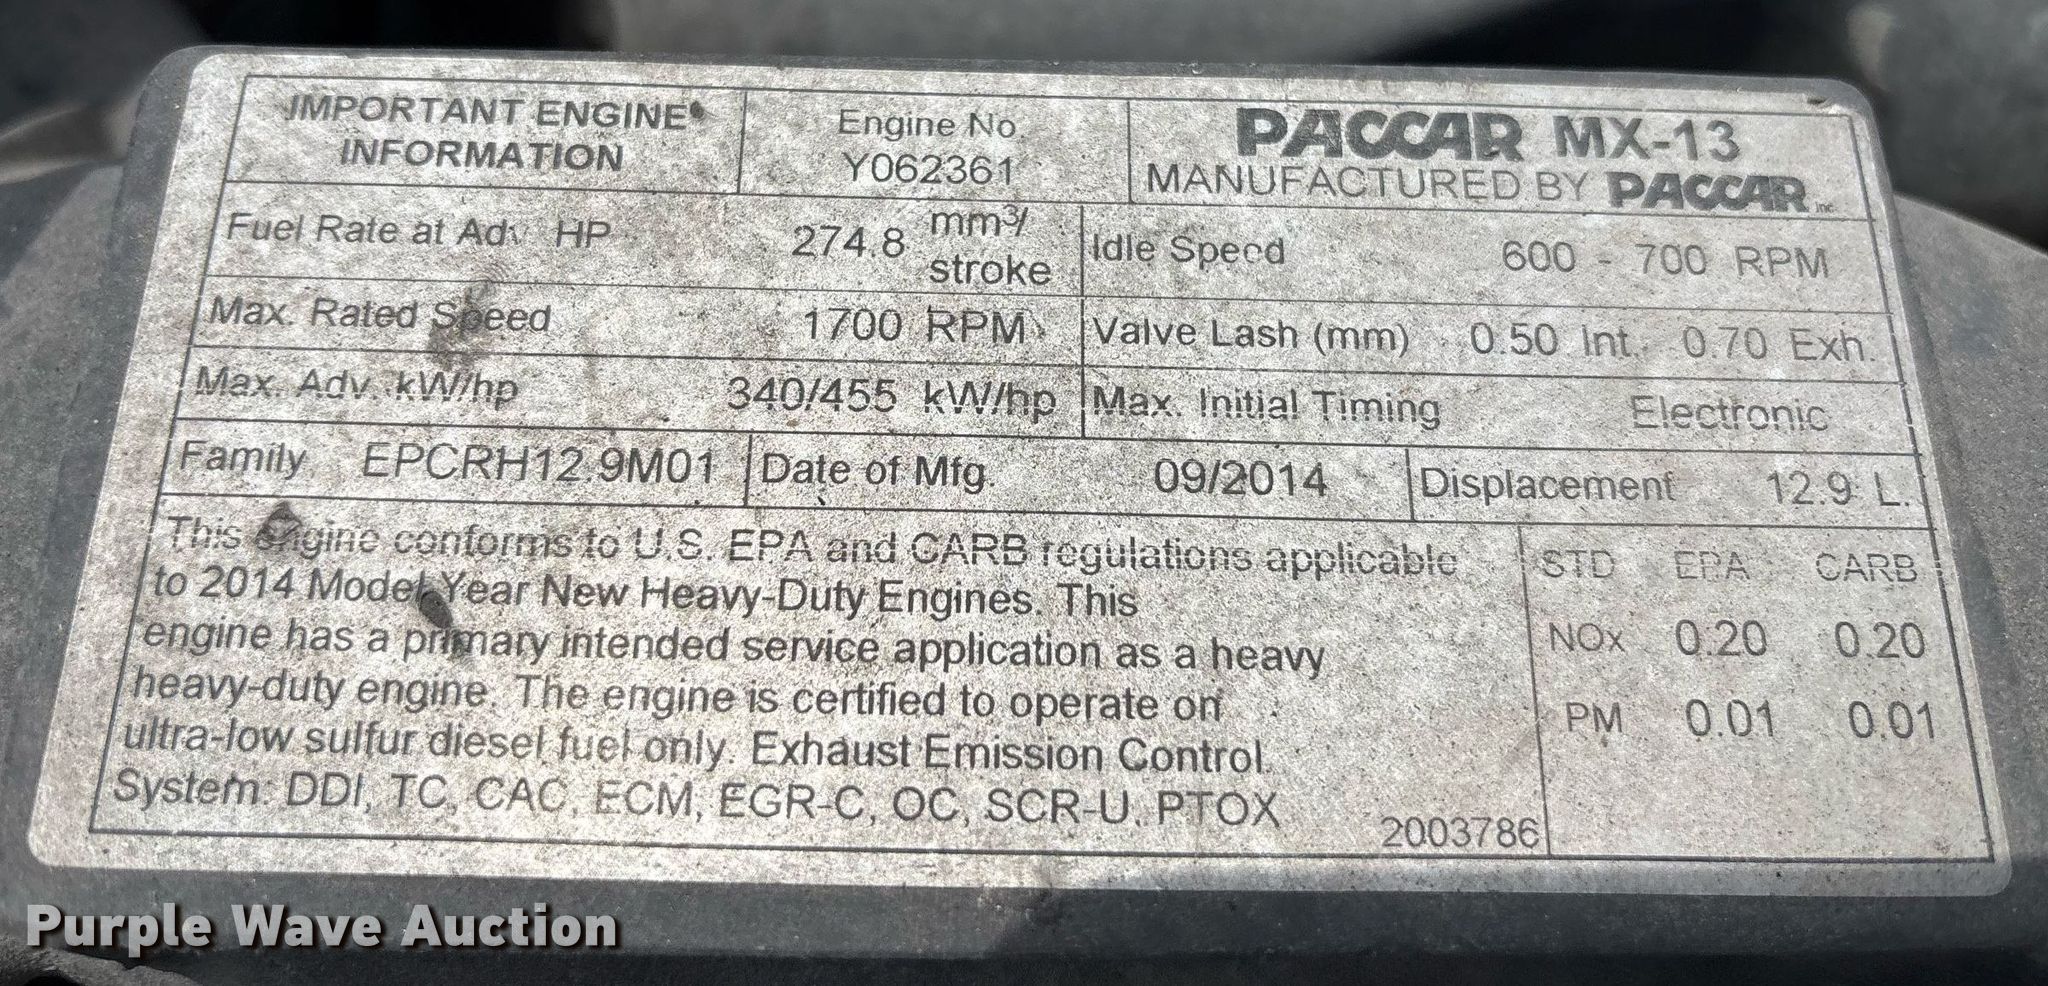 IMPORTANT ENGINE
INFORMATION
Engine No.
Y062361
PACCAR MX-13
MANUFACTURED BY PACCAR Inc
Fuel Rate at Adv HP 274.8 mm³/
stroke
Idle Speed 600 - 700 RPM
Max. Rated Speed 1700 RPM
Valve Lash (mm) 0.50 Int. 0.70 Exh.
Max. Adv. kW/hp 340/455 kW/hp
Max. Initial Timing Electronic
Family EPCRH12.9M01
Date of Mfg. 09/2014
Displacement 12.9 L.
This engine conforms to U.S. EPA and CARB regulations applicable
to 2014 Model Year New Heavy-Duty Engines. This
engine has a primary intended service application as a heavy
heavy-duty engine. The engine is certified to operate on
ultra-low sulfur diesel fuel only. Exhaust Emission Control
System: DDI, TC, CAC, ECM, EGR-C, OC, SCR-U, PTOX
2003786
STD EPA CARB
NOx 0.20 0.20
PM 0.01 0.01
Purple Wave Auction